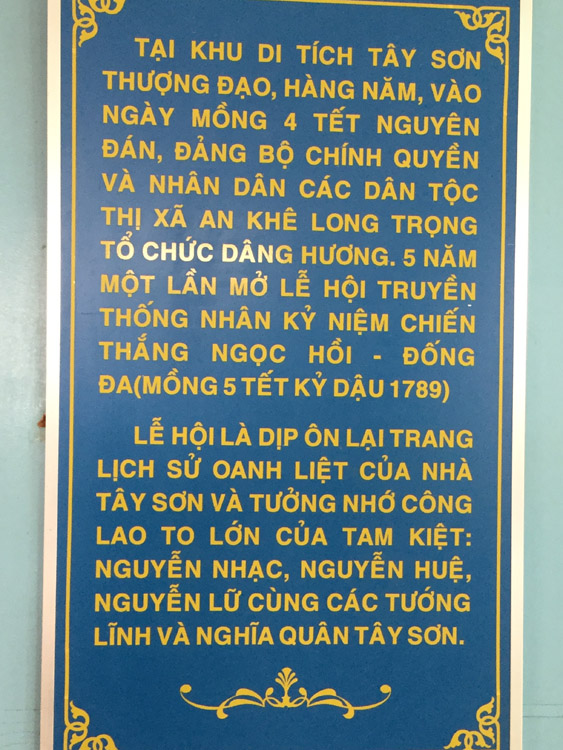 TẠI KHU DI TÍCH TÂY SƠN
THƯỢNG ĐẠO, HÀNG NĂM, VÀO
NGÀY MỒNG 4 TẾT NGUYÊN
ĐÁN, ĐẢNG BỘ CHÍNH QUYỀN
VÀ NHÂN DÂN CÁC DÂN TỘC
THỊ XÃ AN KHÊ LONG TRỌNG
TỔ CHỨC DÂNG HƯƠNG. 5 NĂM
MỘT LẦN MỞ LỄ HỘI TRUYỀN
THỐNG NHÂN KỶ NIỆM CHIẾN
THẮNG NGỌC HỒI - ĐỐNG
ĐA(MỒNG 5 TẾT KỶ DẬU 1789)
LỄ HỘI LÀ DỊP ÔN LẠI TRANG
LỊCH SỬ OANH LIỆT CỦA NHÀ
TÂY SƠN VÀ TƯỞNG NHỚ CÔNG
LAO TO LỚN CỦA TAM KIỆT:
NGUYỄN NHẠC, NGUYỄN HUỆ,
NGUYỄN LỮ CÙNG CÁC TƯỚNG
LĨNH VÀ NGHĨA QUÂN TÂY SƠN.